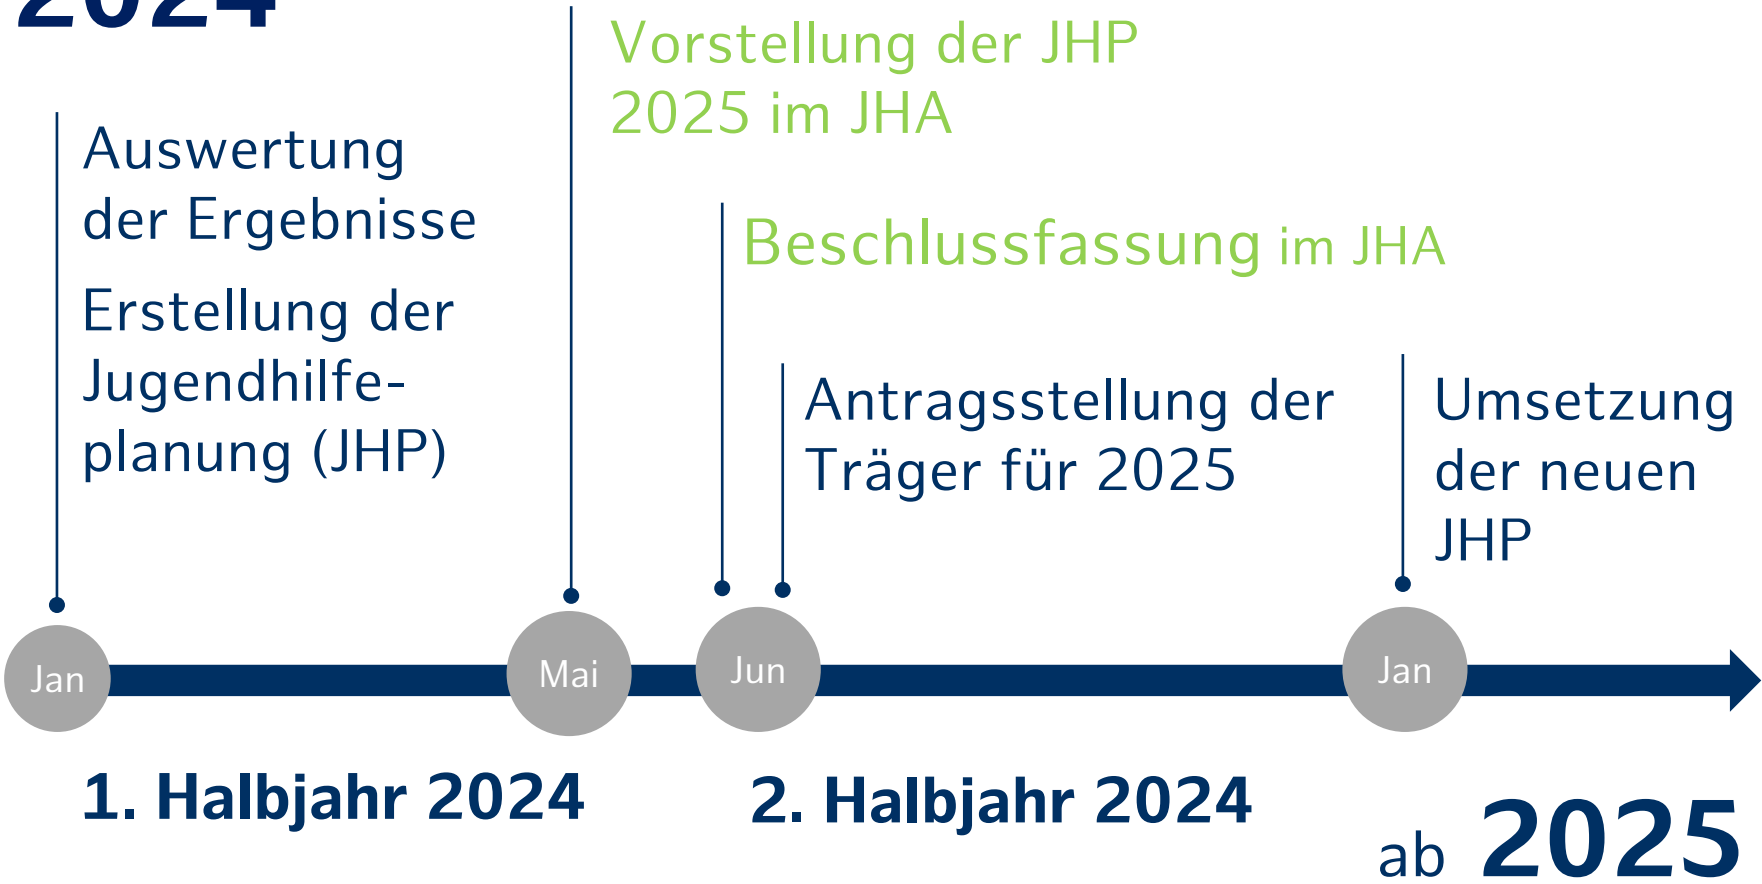 2024
Vorstellung der JHP
2025 im JHA
Auswertung
der Ergebnisse
Erstellung der
Jugendhilfe-
planung (JHP)
Beschlussfassung im JHA
Antragsstellung der
Träger für 2025
Umsetzung
der neuen
JHP
Jan
Mai
Jun
Jan
1. Halbjahr 2024
2. Halbjahr 2024
ab 2025